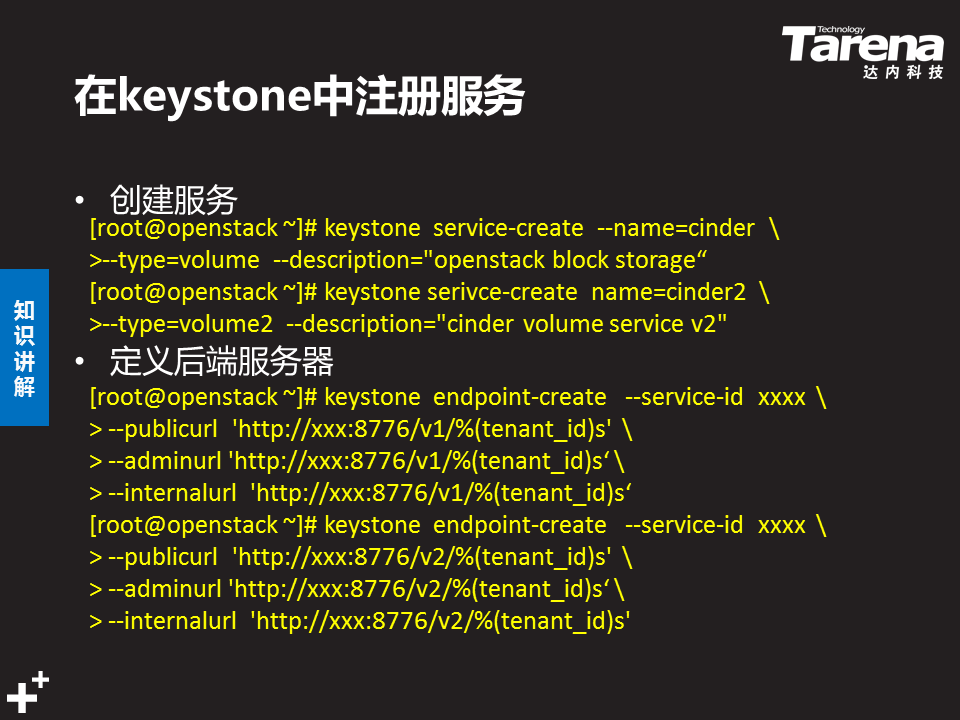 Technology
Tarena
达内科技
在keystone中注册服务
• 创建服务
[root@openstack ~]# keystone service-create --name=cinder \
>--type=volume --description="openstack block storage“
[root@openstack ~]# keystone serivce-create name=cinder2 \
>--type=volume2 --description="cinder volume service v2"
知识讲解
• 定义后端服务器
[root@openstack ~]# keystone endpoint-create --service-id xxxx \
> --publicurl 'http://xxx:8776/v1/%(tenant_id)s' \
> --adminurl 'http://xxx:8776/v1/%(tenant_id)s‘ \
> --internalurl 'http://xxx:8776/v1/%(tenant_id)s‘
[root@openstack ~]# keystone endpoint-create --service-id xxxx \
> --publicurl 'http://xxx:8776/v2/%(tenant_id)s' \
> --adminurl 'http://xxx:8776/v2/%(tenant_id)s‘ \
> --internalurl 'http://xxx:8776/v2/%(tenant_id)s'